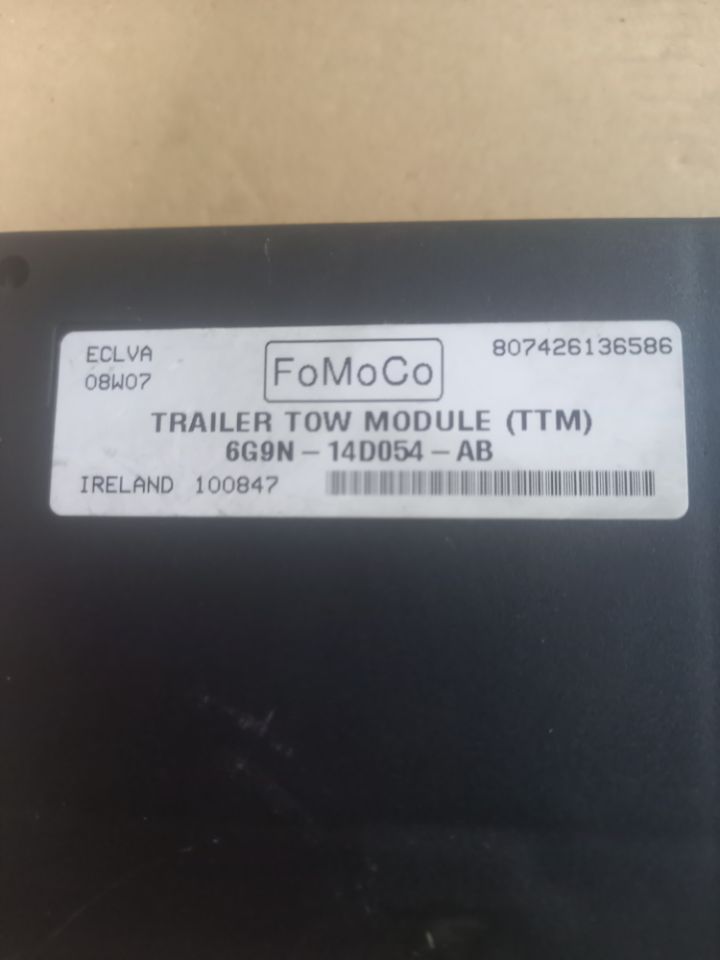 ECLVA
08W07
FoMoCo
807426136586
TRAILER TOW MODULE (TTM)
6G9N-14D054-AB
IRELAND 100847